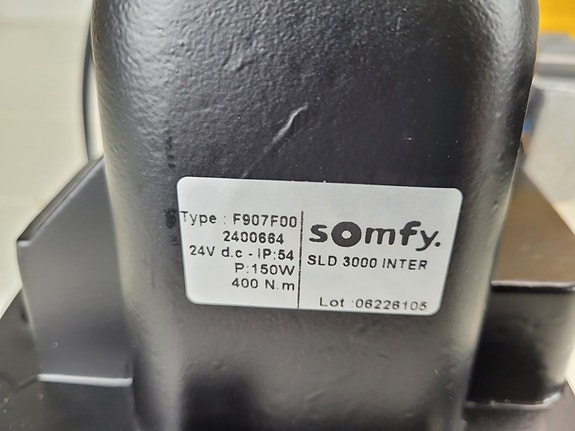 Type : F907F00
2400664
24V d.c - IP:54
P:150W
400 N.m
somfy.
SLD 3000 INTER
Lot :06226105